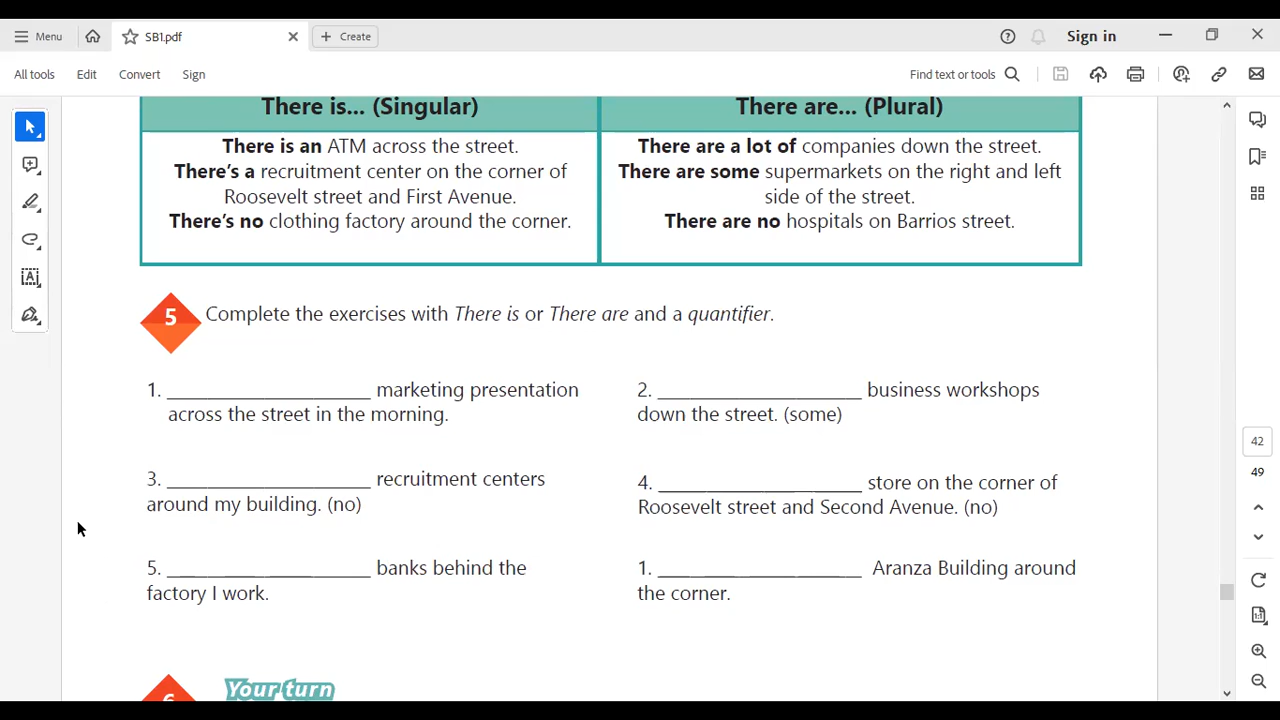 Menu
SB1.pdf
Create
Sign in
All tools
Edit
Convert
Sign
Find text or tools
There is... (Singular)
There are... (Plural)
There is an ATM across the street.
There's a recruitment center on the corner of
Roosevelt street and First Avenue.
There's no clothing factory around the corner.
There are a lot of companies down the street.
There are some supermarkets on the right and left
side of the street.
There are no hospitals on Barrios street.
5
Complete the exercises with There is or There are and a quantifier.
1. ____________________ marketing presentation
across the street in the morning.
2. ____________________ business workshops
down the street. (some)
3. ____________________ recruitment centers
around my building. (no)
4. ____________________ store on the corner of
Roosevelt street and Second Avenue. (no)
5. ____________________ banks behind the
factory I work.
1. ____________________ Aranza Building around
the corner.
6
Your turn
42
49